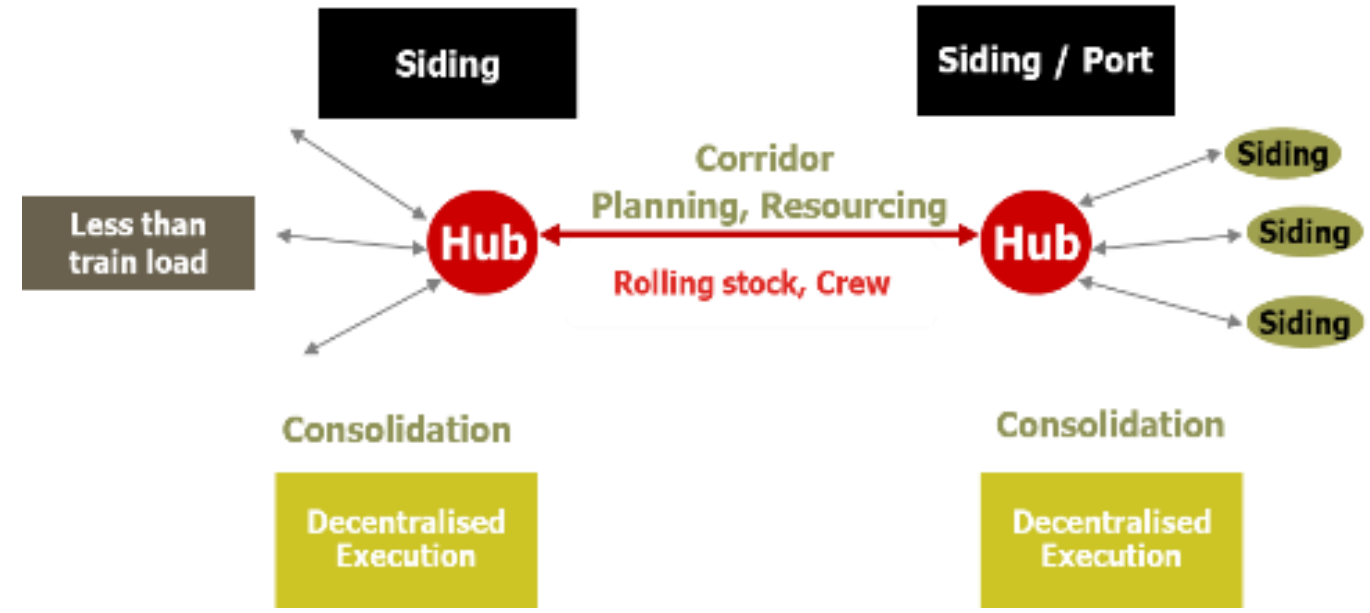 Siding
Siding / Port
Corridor
Planning, Resourcing
Siding
Less than
train load
Hub
Hub
Siding
Rolling stock, Crew
Siding
Consolidation
Consolidation
Decentralised
Execution
Decentralised
Execution